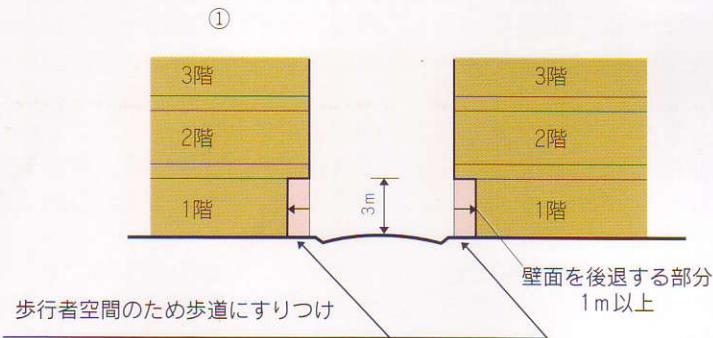 ①
3階
3階
2階
2階
1階
3m
1階
壁面を後退する部分
1m以上
歩行者空間のため歩道にすりつけ